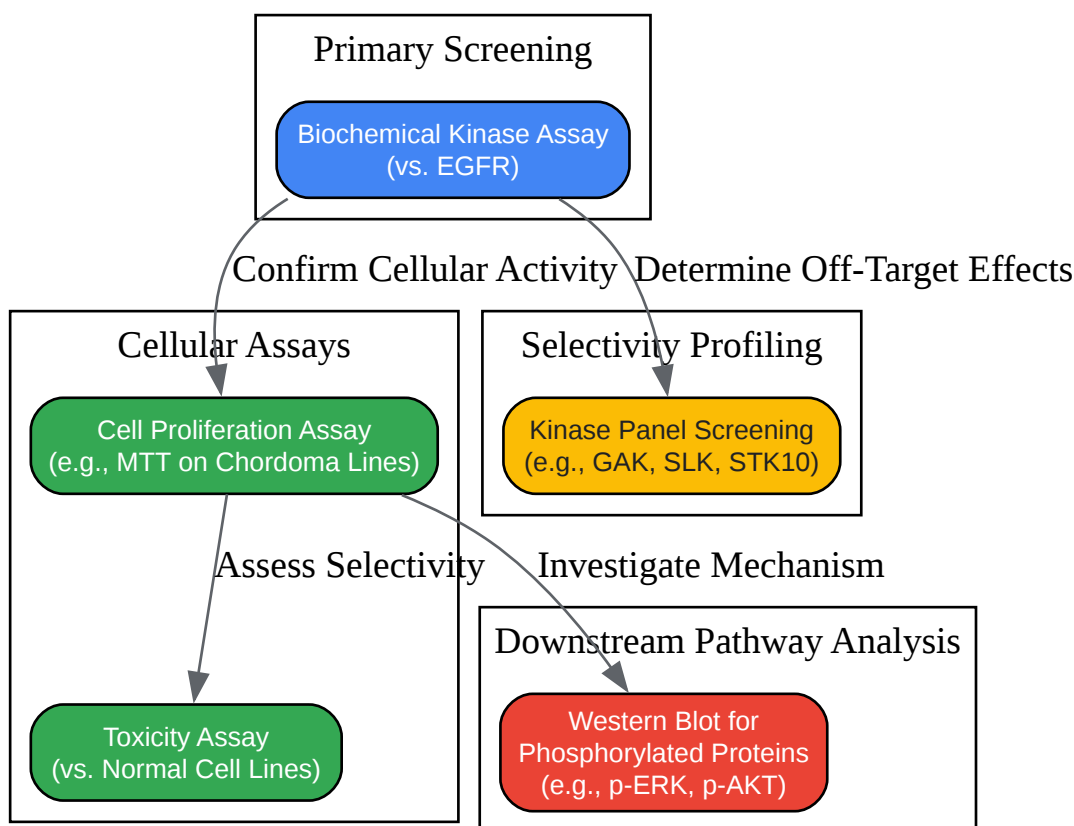 Primary Screening
Biochemical Kinase Assay
(vs. EGFR)
Confirm Cellular Activity
Determine Off-Target Effects
Cellular Assays
Selectivity Profiling
Cell Proliferation Assay
(e.g., MTT on Chordoma Lines)
Kinase Panel Screening
(e.g., GAK, SLK, STK10)
Assess Selectivity
Investigate Mechanism
Downstream Pathway Analysis
Toxicity Assay
(vs. Normal Cell Lines)
Western Blot for
Phosphorylated Proteins
(e.g., p-ERK, p-AKT)